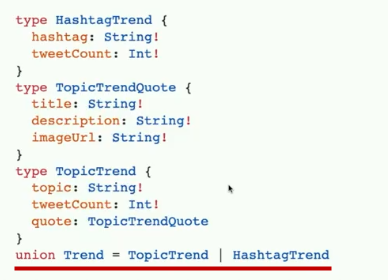 type HashtagTrend {
  hashtag: String!
  tweetCount: Int!
}
type TopicTrendQuote {
  title: String!
  description: String!
  imageUrl: String!
}
type TopicTrend {
  topic: String!
  tweetCount: Int!
  quote: TopicTrendQuote
}
union Trend = TopicTrend | HashtagTrend